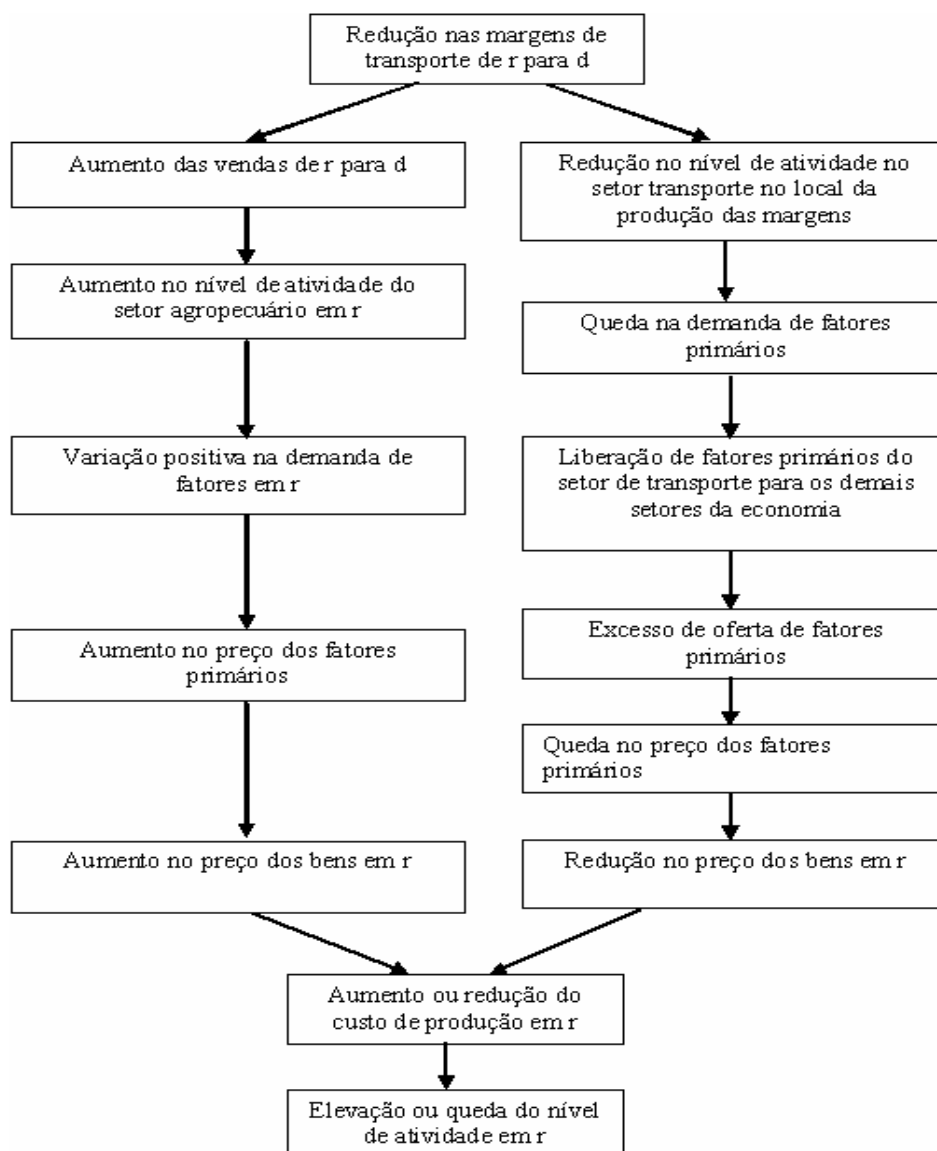 Redução nas margens de
transporte de r para d
Aumento das vendas de r para d
Aumento no nível de atividade do
setor agropecuário em r
Variação positiva na demanda de
fatores em r
Aumento no preço dos fatores
primários
Aumento no preço dos bens em r
Redução no nível de atividade no
setor transporte no local da
produção das margens
Queda na demanda de fatores
primários
Liberação de fatores primários do
setor de transporte para os demais
setores da economia
Excesso de oferta de fatores
primários
Queda no preço dos fatores
primários
Redução no preço dos bens em r
Aumento ou redução do
custo de produção em r
Elevação ou queda do nível
de atividade em r